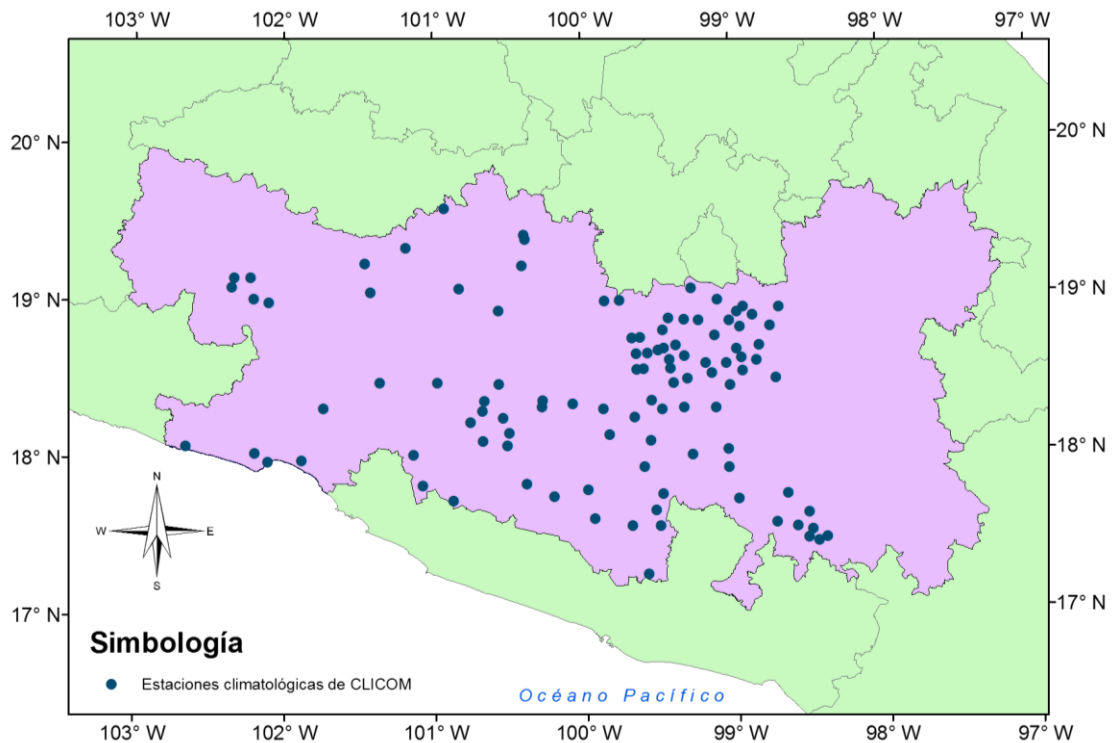 103° W 102° W 101° W 100° W 99° W 98° W 97° W
20° N 20° N
19° N 19° N
18° N 18° N
N
W E
S
17° N 17° N
Simbología
Estaciones climatológicas de CLICOM
Océano Pacífico
103° W 102° W 101° W 100° W 99° W 98° W 97° W